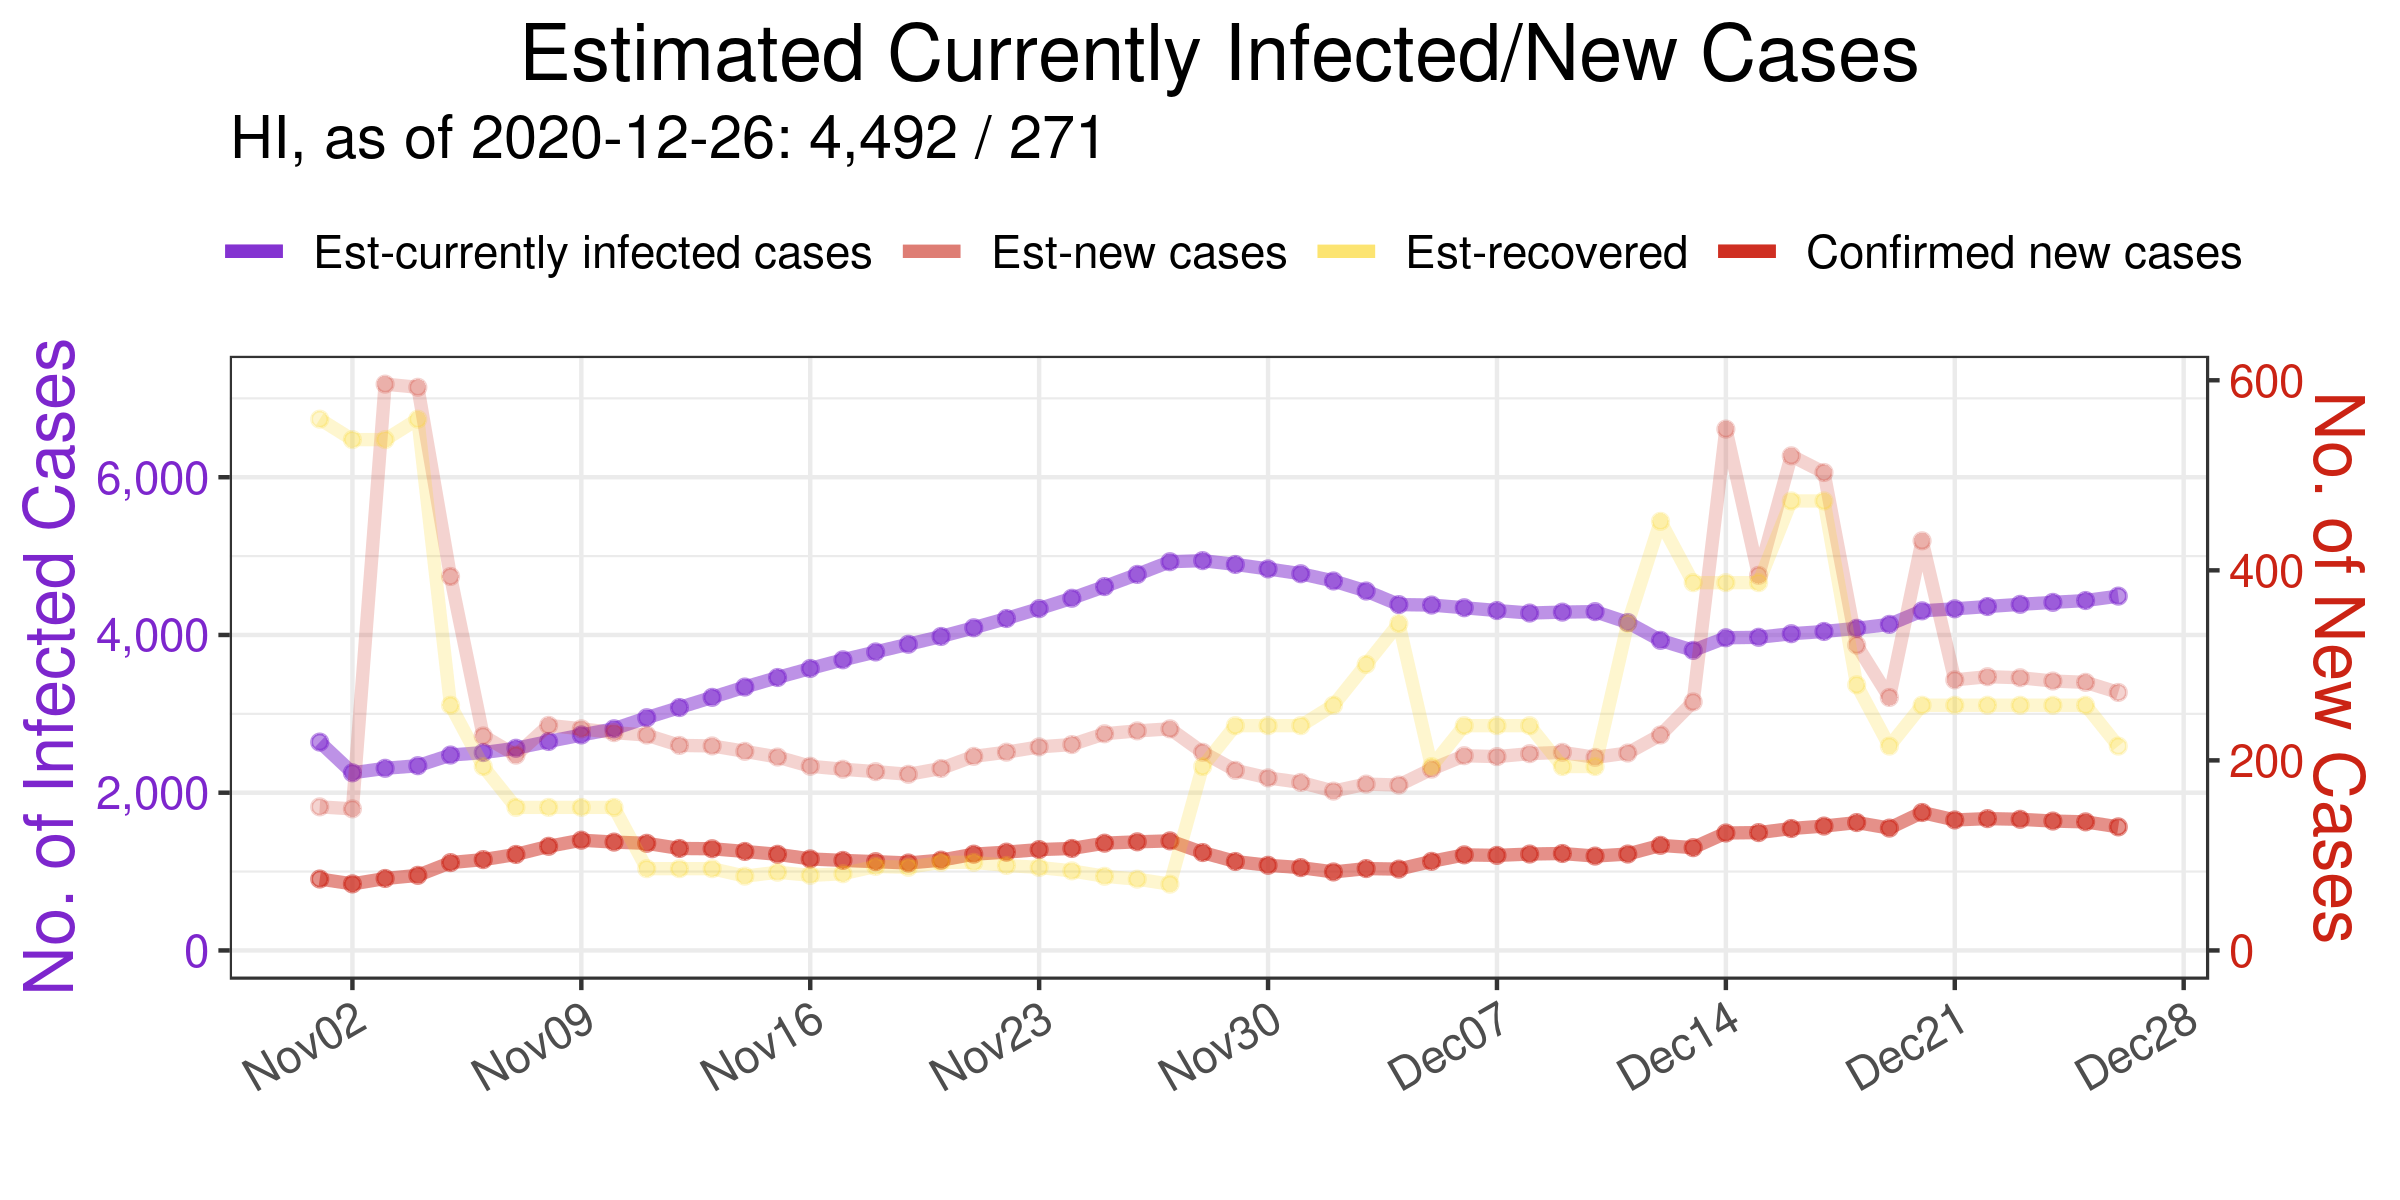 Estimated Currently Infected/New Cases
HI, as of 2020-12-26: 4,492 / 271
Est-currently infected cases Est-new cases Est-recovered Confirmed new cases
No. of Infected Cases
6,000
4,000
2,000
0
600
400
200
0
No. of New Cases
Nov02 Nov09 Nov16 Nov23 Nov30 Dec07 Dec14 Dec21 Dec28